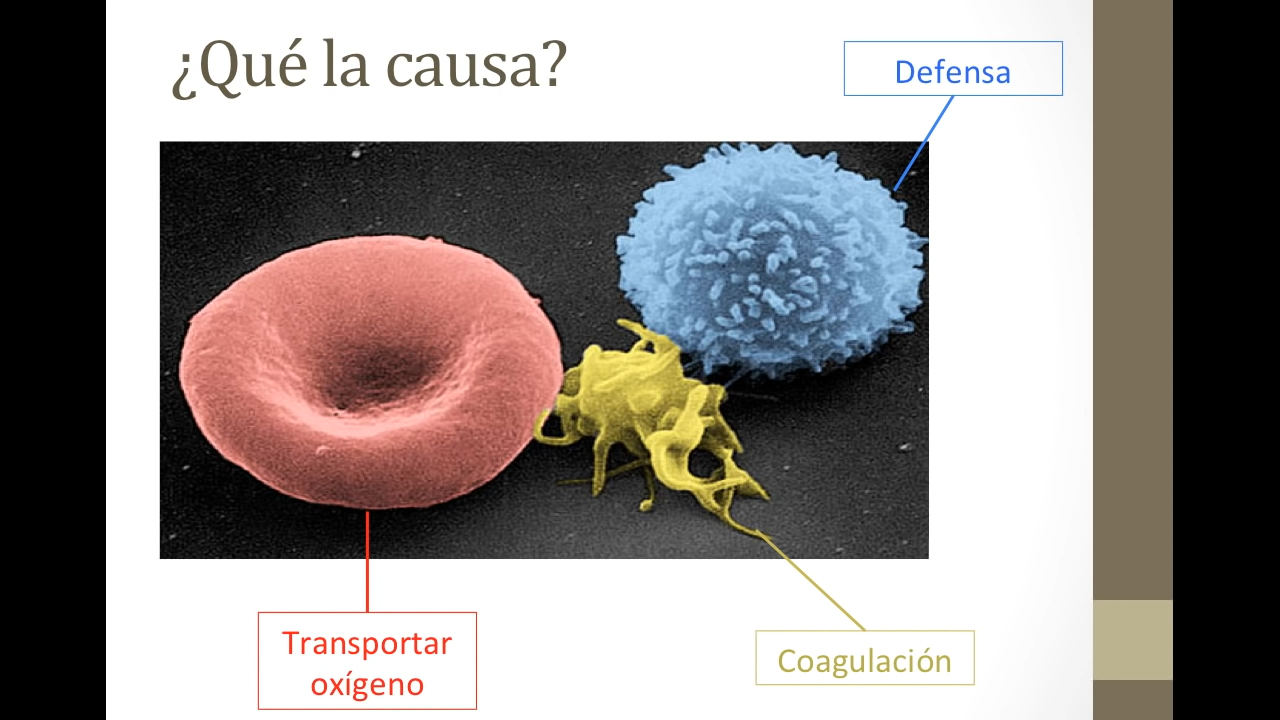 ¿Qué la causa?
Defensa
Transportar
oxígeno
Coagulación